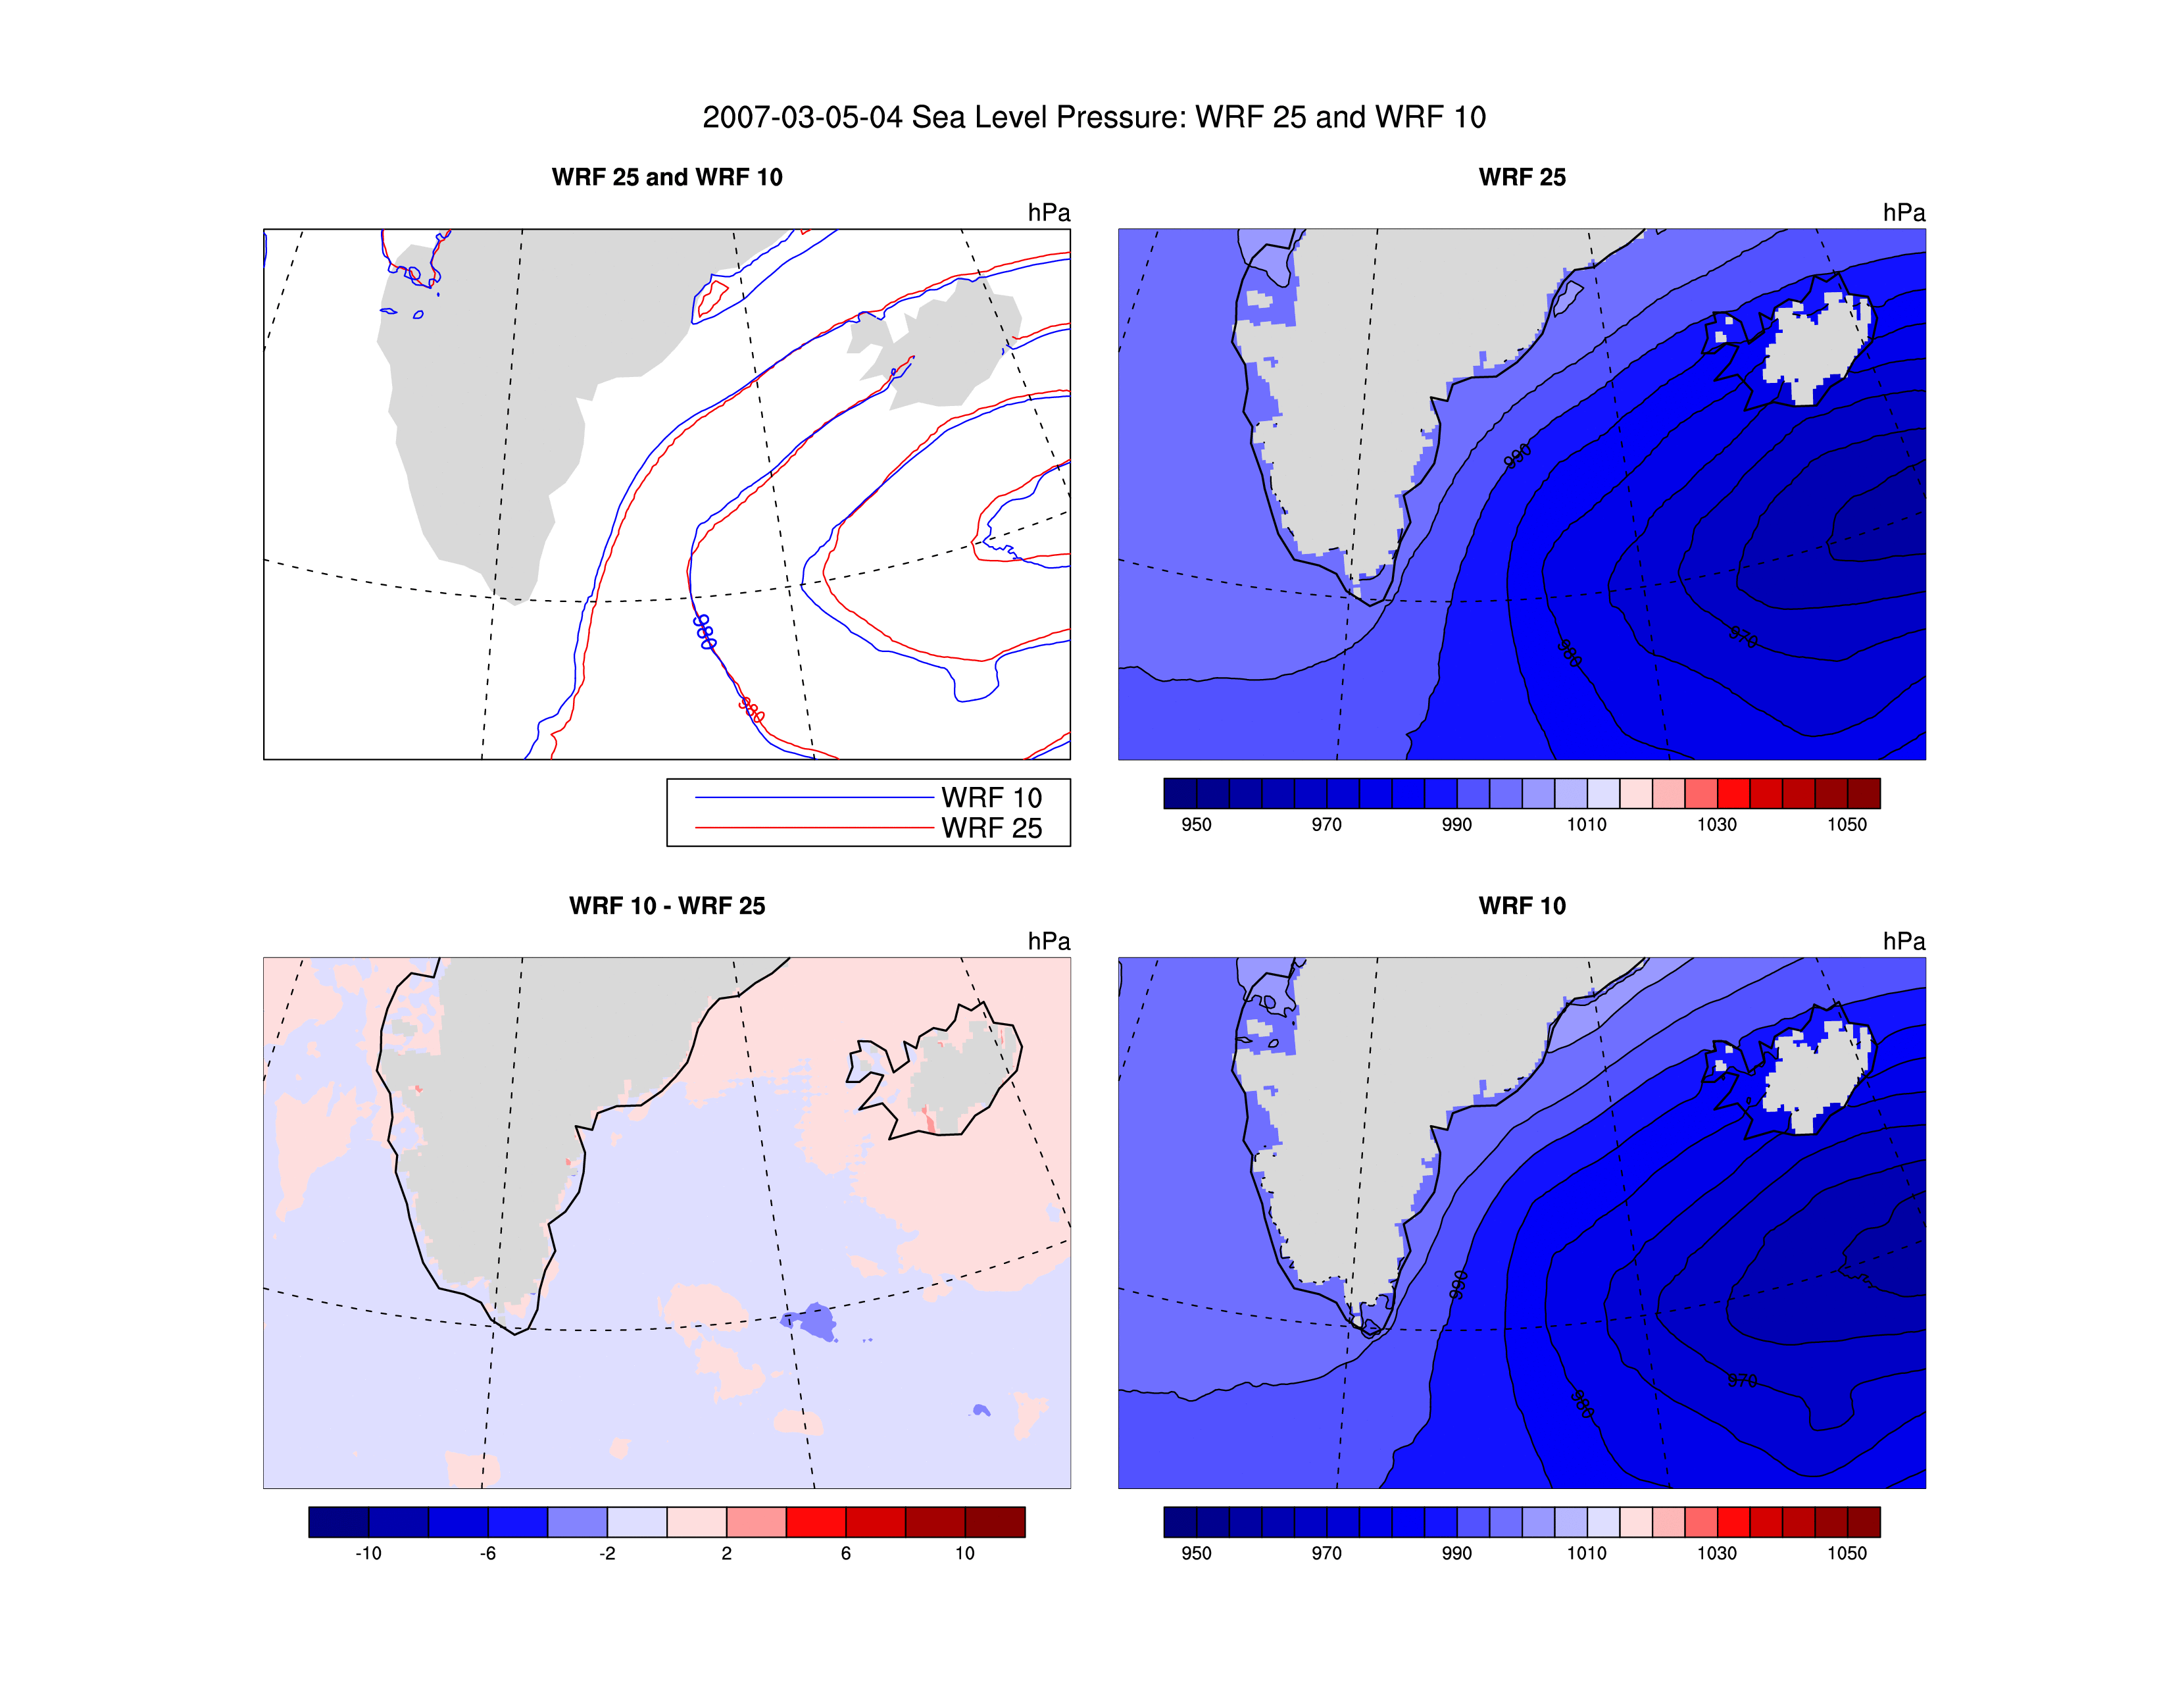 2007-03-05-04 Sea Level Pressure: WRF 25 and WRF 10
WRF 25 and WRF 10
hPa
980
980
WRF 10
WRF 25
WRF 25
hPa
990
980
970
950 970 990 1010 1030 1050
WRF 10 - WRF 25
hPa
-10 -6 -2 2 6 10
WRF 10
hPa
990
980
970
950 970 990 1010 1030 1050